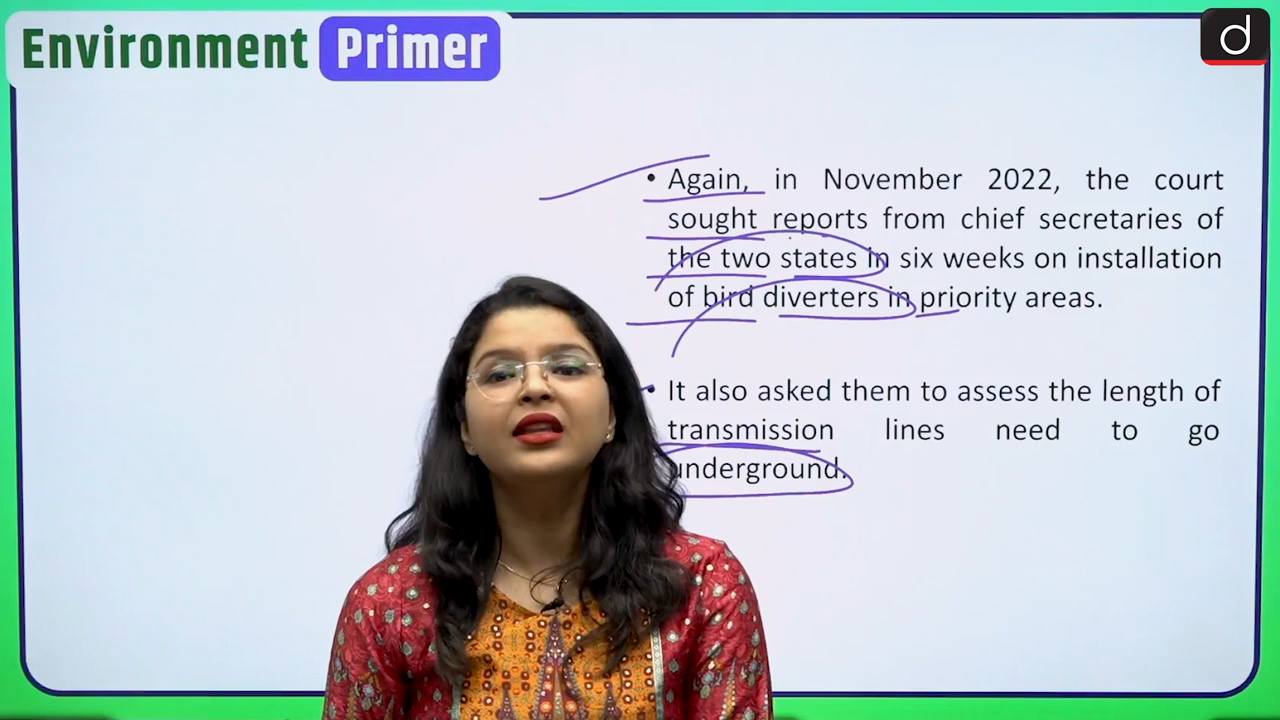 Environment Primer
d
• Again, in November 2022, the court
sought reports from chief secretaries of
the two states in six weeks on installation
of bird diverters in priority areas.
• It also asked them to assess the length of
transmission lines need to go
underground.